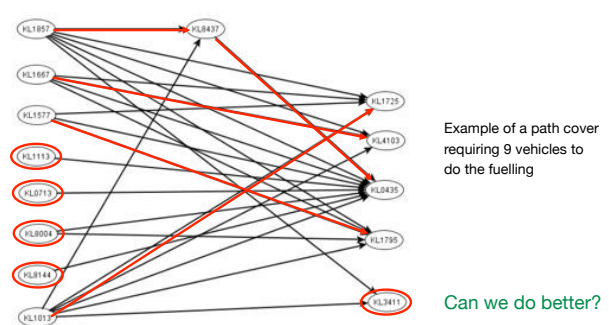 KL1857
KL8437
KL1667
KL1725
KL1577
KL4103
KL1113
KL0713
KL0435
KL8004
KL1795
KL8144
KL3411
KL1013
Example of a path cover
requiring 9 vehicles to
do the fuelling
Can we do better?